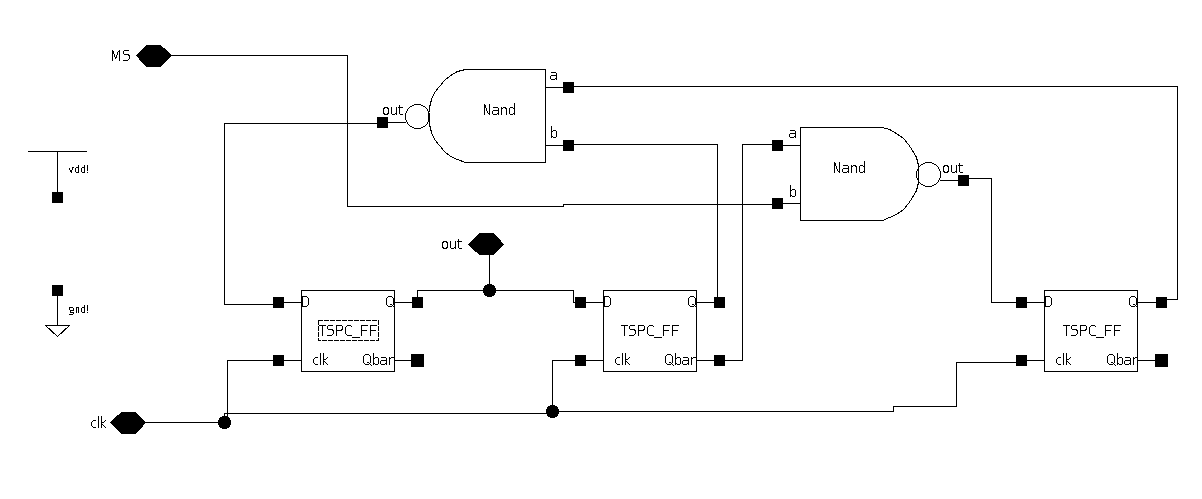 MS
a
out
Nand
b
a
Nand
out
b
vdd!
out
gnd!
D
Q
TSPC_FF
clk
Qbar
D
Q
TSPC_FF
clk
Qbar
D
Q
TSPC_FF
clk
Qbar
clk